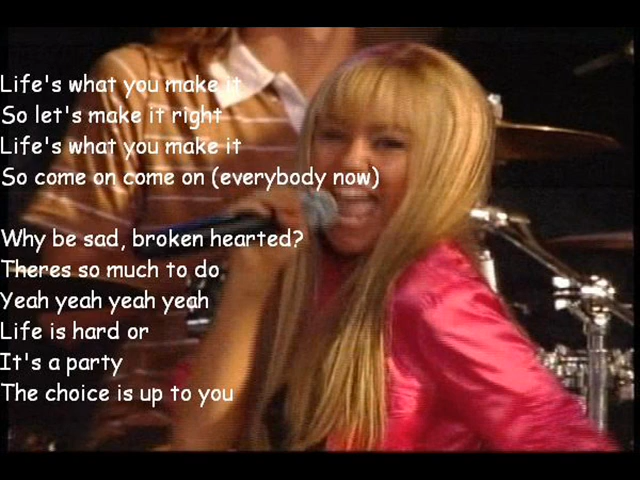 Life's what you make it
So let's make it right
Life's what you make it
So come on come on (everybody now)
Why be sad, broken hearted?
Theres so much to do
Yeah yeah yeah yeah
Life is hard or
It's a party
The choice is up to you